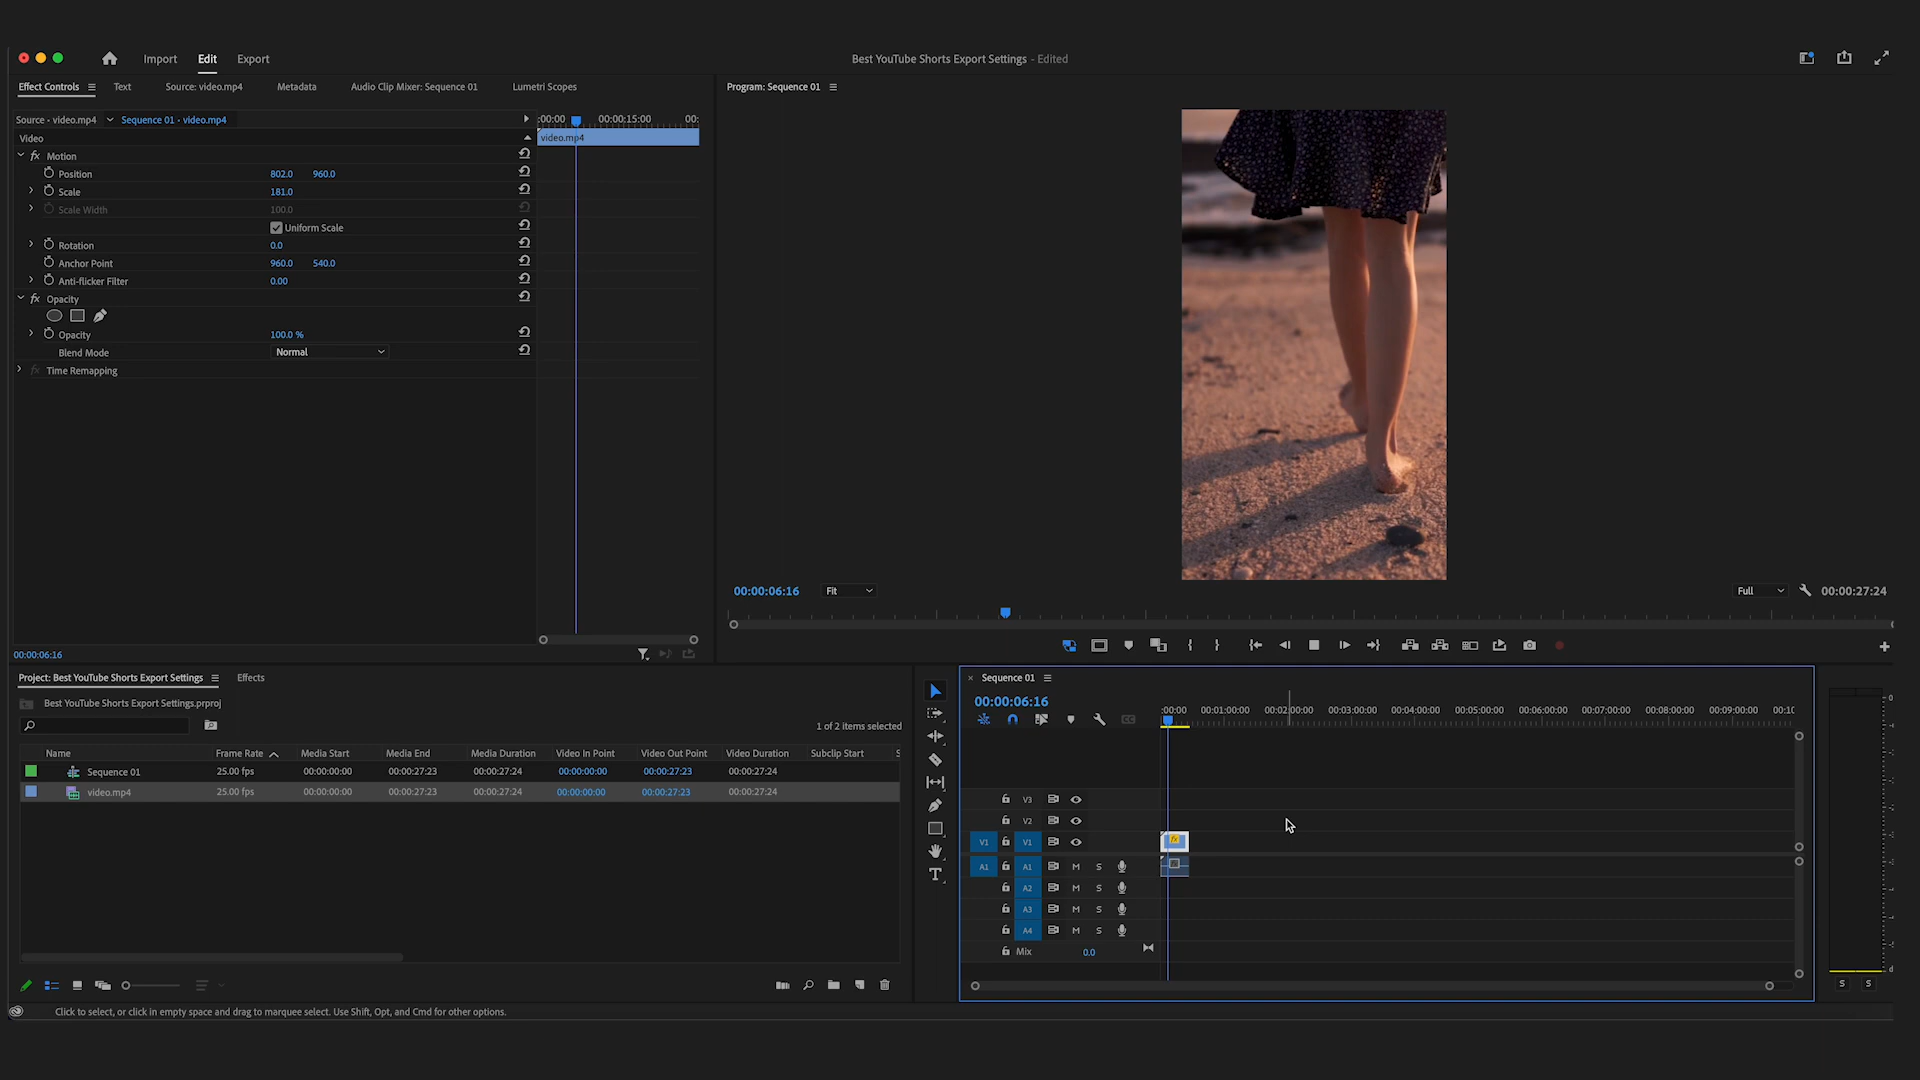 Import Edit Export Best YouTube Shorts Export Settings - Edited
Effect Controls Text Source: video.mp4 Metadata Audio Clip Mixer: Sequence 01 Lumetri Scopes
Program: Sequence 01
Source • video.mp4 Sequence 01 • video.mp4 :00:00 00:00:15:00 00:
Video video.mp4
fx Motion
Position 802.0 960.0
Scale 181.0
Scale Width 100.0
Uniform Scale
Rotation 0.0
Anchor Point 960.0 540.0
Anti-flicker Filter 0.00
fx Opacity
Opacity 100.0 %
Blend Mode Normal
fx Time Remapping
00:00:06:16 Fit Full 00:00:27:24
00:00:06:16
Project: Best YouTube Shorts Export Settings Effects
Best YouTube Shorts Export Settings.prproj
1 of 2 items selected
Name Frame Rate Media Start Media End Media Duration Video In Point Video Out Point Video Duration Subclip Start S
Sequence 01 25.00 fps 00:00:00:00 00:00:27:23 00:00:27:24 00:00:00:00 00:00:27:23 00:00:27:24
video.mp4 25.00 fps 00:00:00:00 00:00:27:23 00:00:27:24 00:00:00:00 00:00:27:23 00:00:27:24
T
× Sequence 01
00:00:06:16
:00:00 00:01:00:00 00:02:00:00 00:03:00:00 00:04:00:00 00:05:00:00 00:06:00:00 00:07:00:00 00:08:00:00 00:09:00:00 00:10
V3
V2
V1 V1 fx
A1 A1 M S
A2 M S
A3 M S
A4 M S
Mix 0.0
0
S S
Click to select, or click in empty space and drag to marquee select. Use Shift, Opt, and Cmd for other options.